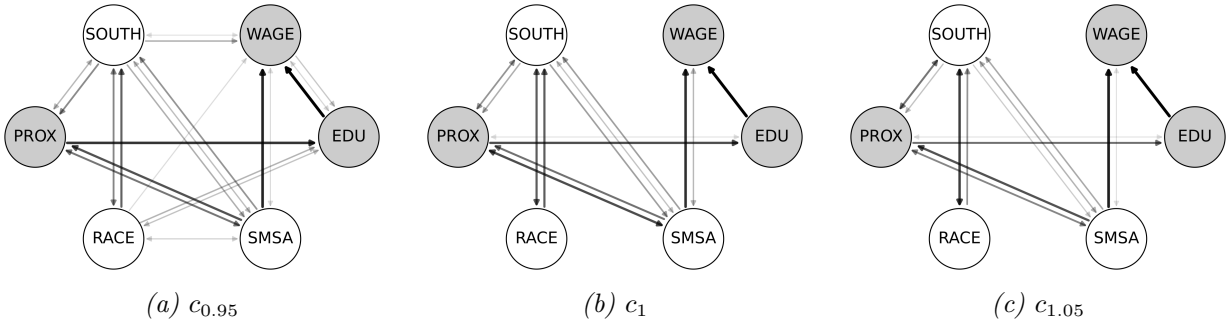 SOUTH WAGE SOUTH WAGE SOUTH WAGE
PROX EDU PROX EDU PROX EDU
RACE SMSA RACE SMSA RACE SMSA
(a) c0.95 (b) c1 (c) c1.05